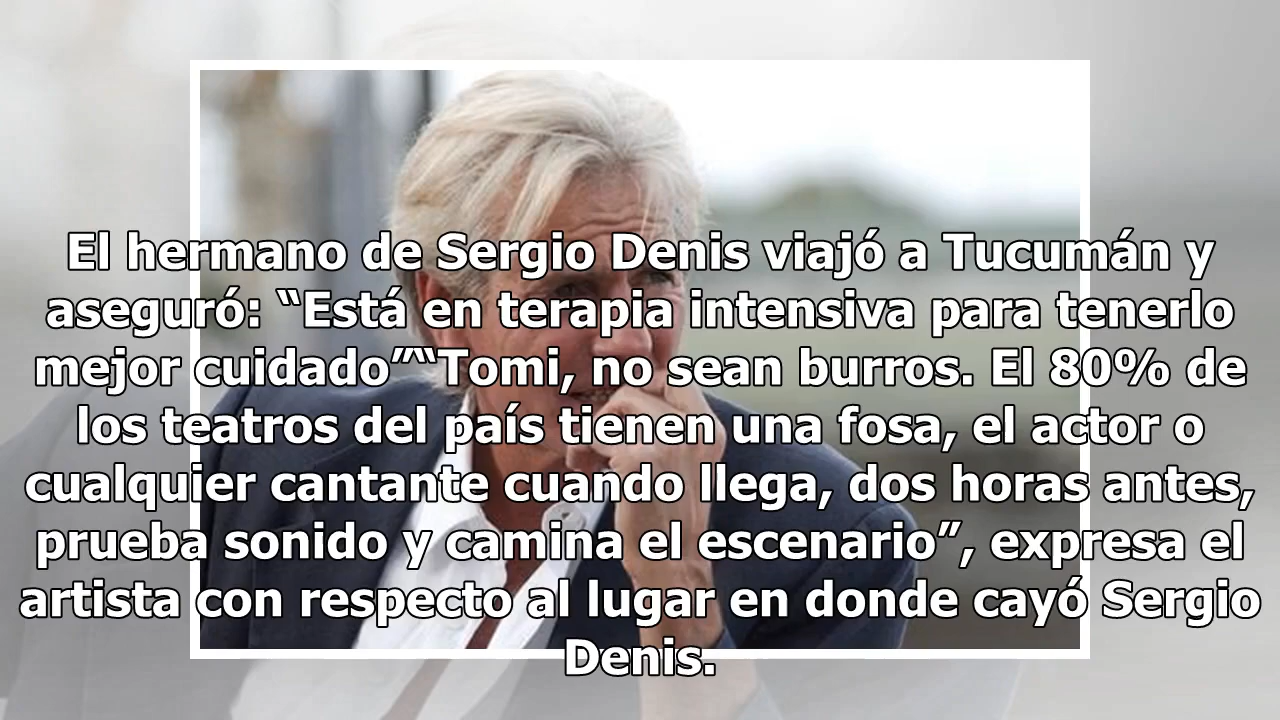 El hermano de Sergio Denis viajó a Tucumán y
aseguró: “Está en terapia intensiva para tenerlo
mejor cuidado”“Tomi, no sean burros. El 80% de
los teatros del país tienen una fosa, el actor o
cualquier cantante cuando llega, dos horas antes,
prueba sonido y camina el escenario”, expresa el
artista con respecto al lugar en donde cayó Sergio
Denis.